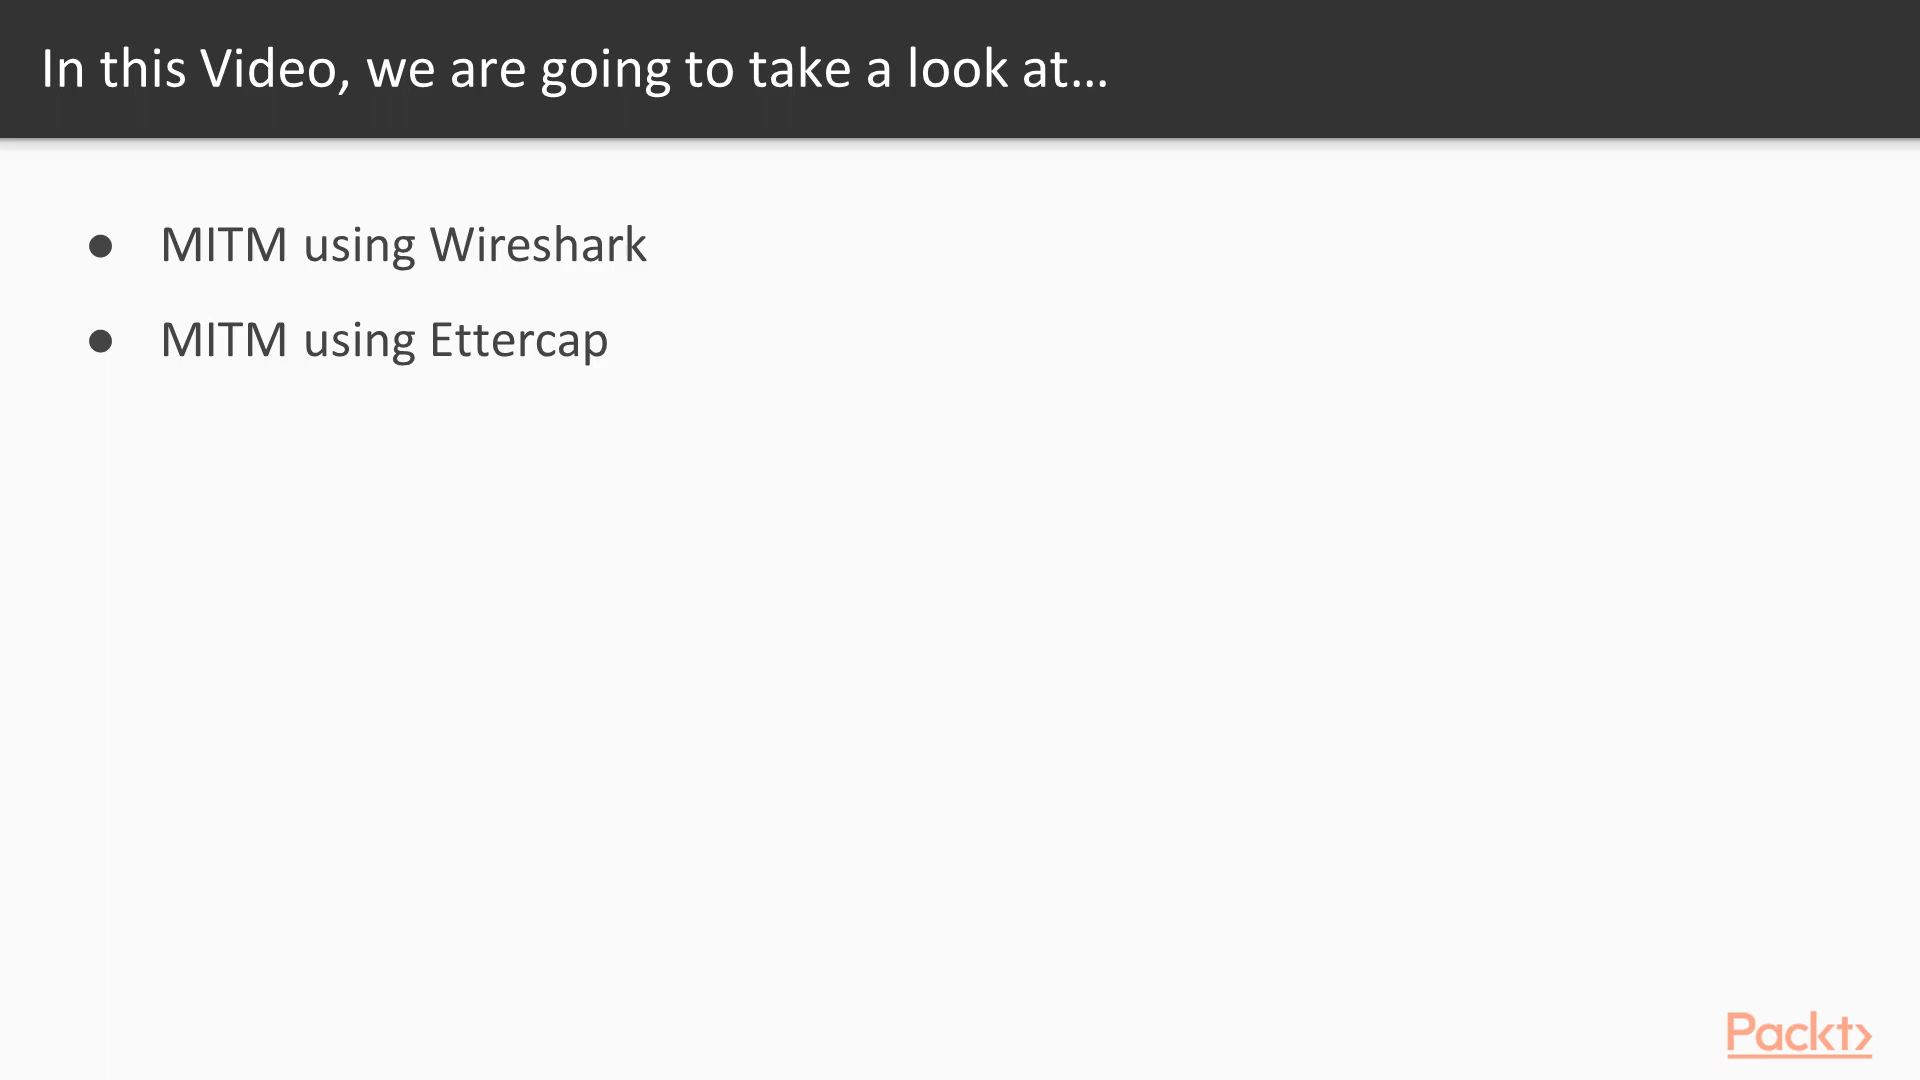 In this Video, we are going to take a look at...
● MITM using Wireshark
● MITM using Ettercap
Packt>